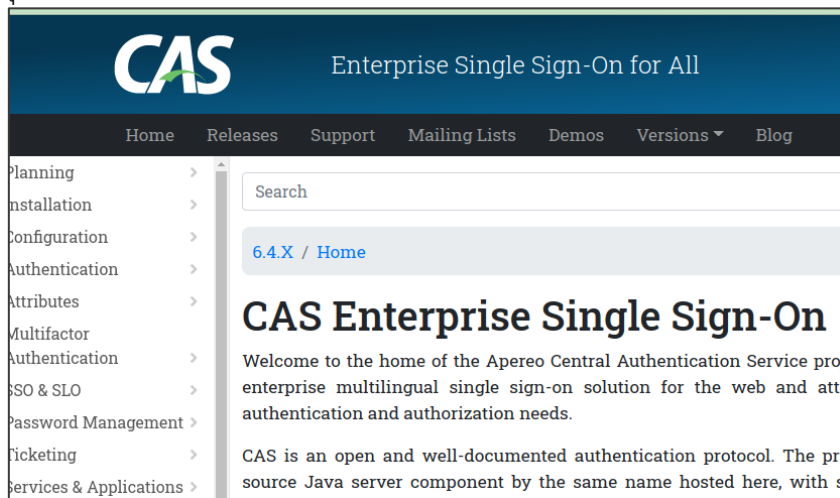 CAS
Enterprise Single Sign-On for All
Home Releases Support Mailing Lists Demos Versions Blog
Planning
nstallation
Configuration
Authentication
Attributes
Multifactor
Authentication
SSO & SLO
Password Management
Ticketing
Services & Applications
Search
6.4.X / Home
CAS Enterprise Single Sign-On
Welcome to the home of the Apereo Central Authentication Service pro
enterprise multilingual single sign-on solution for the web and att
authentication and authorization needs.
CAS is an open and well-documented authentication protocol. The pr
source Java server component by the same name hosted here, with s